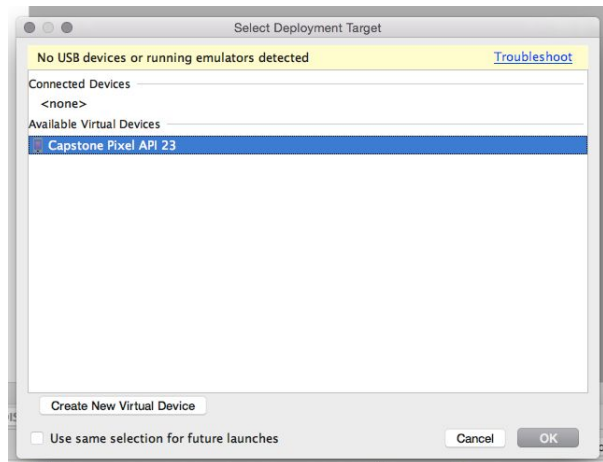 Select Deployment Target
No USB devices or running emulators detected Troubleshoot
Connected Devices
<none>
Available Virtual Devices
Capstone Pixel API 23
Create New Virtual Device
Use same selection for future launches Cancel OK